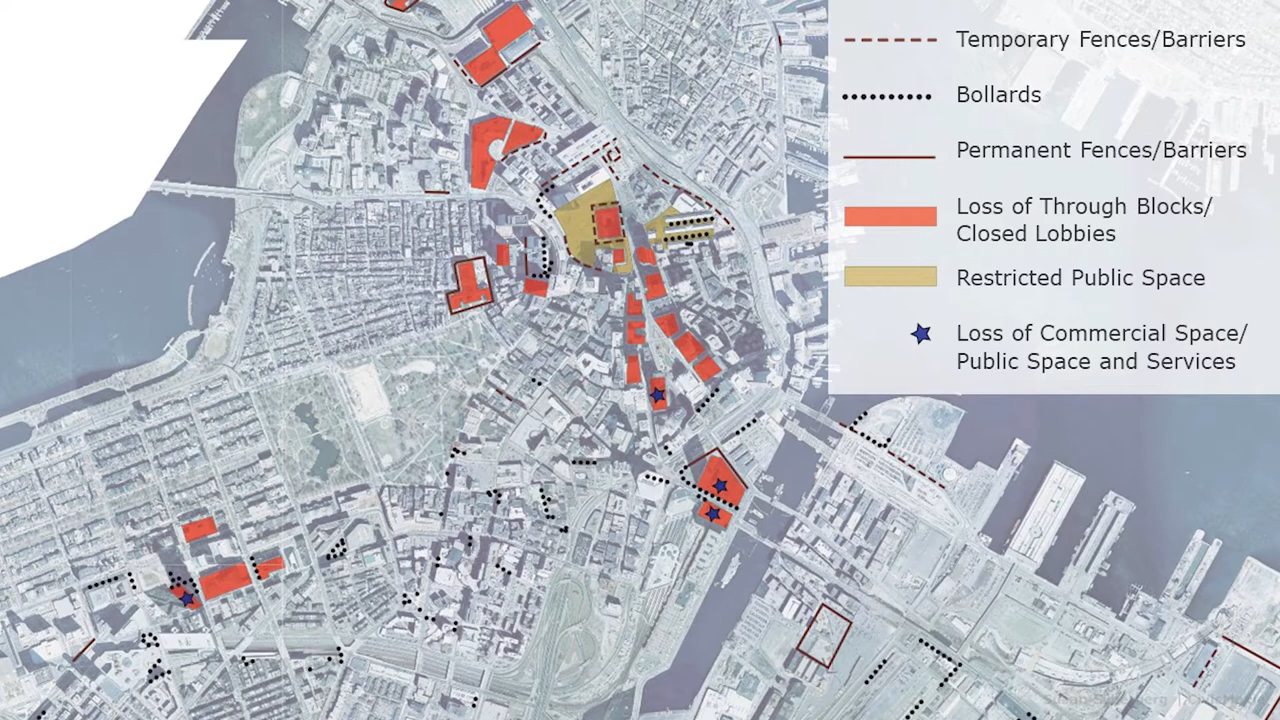 Temporary Fences/Barriers
Bollards
Permanent Fences/Barriers
Loss of Through Blocks/
Closed Lobbies
Restricted Public Space
Loss of Commercial Space/
Public Space and Services